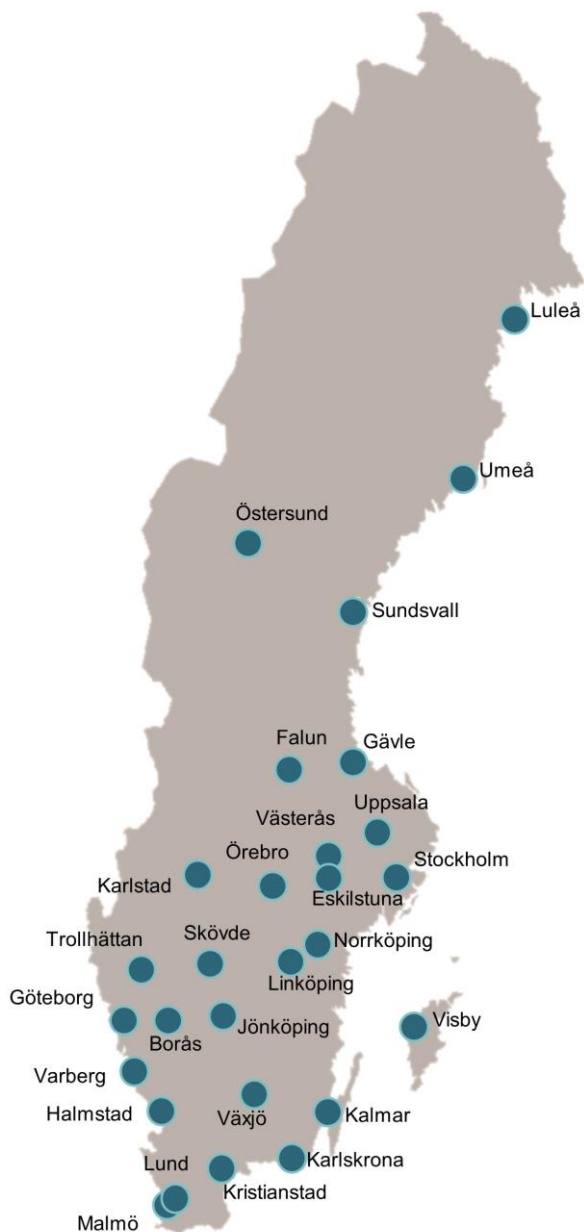 Luleå
Umeå
Östersund
Sundsvall
Falun
Gävle
Uppsala
Västerås
Örebro
Stockholm
Karlstad
Eskilstuna
Norrköping
Skövde
Trollhättan
Linköping
Göteborg
Jönköping
Visby
Borås
Varberg
Halmstad
Växjö
Kalmar
Karlskrona
Lund
Kristianstad
Malmö